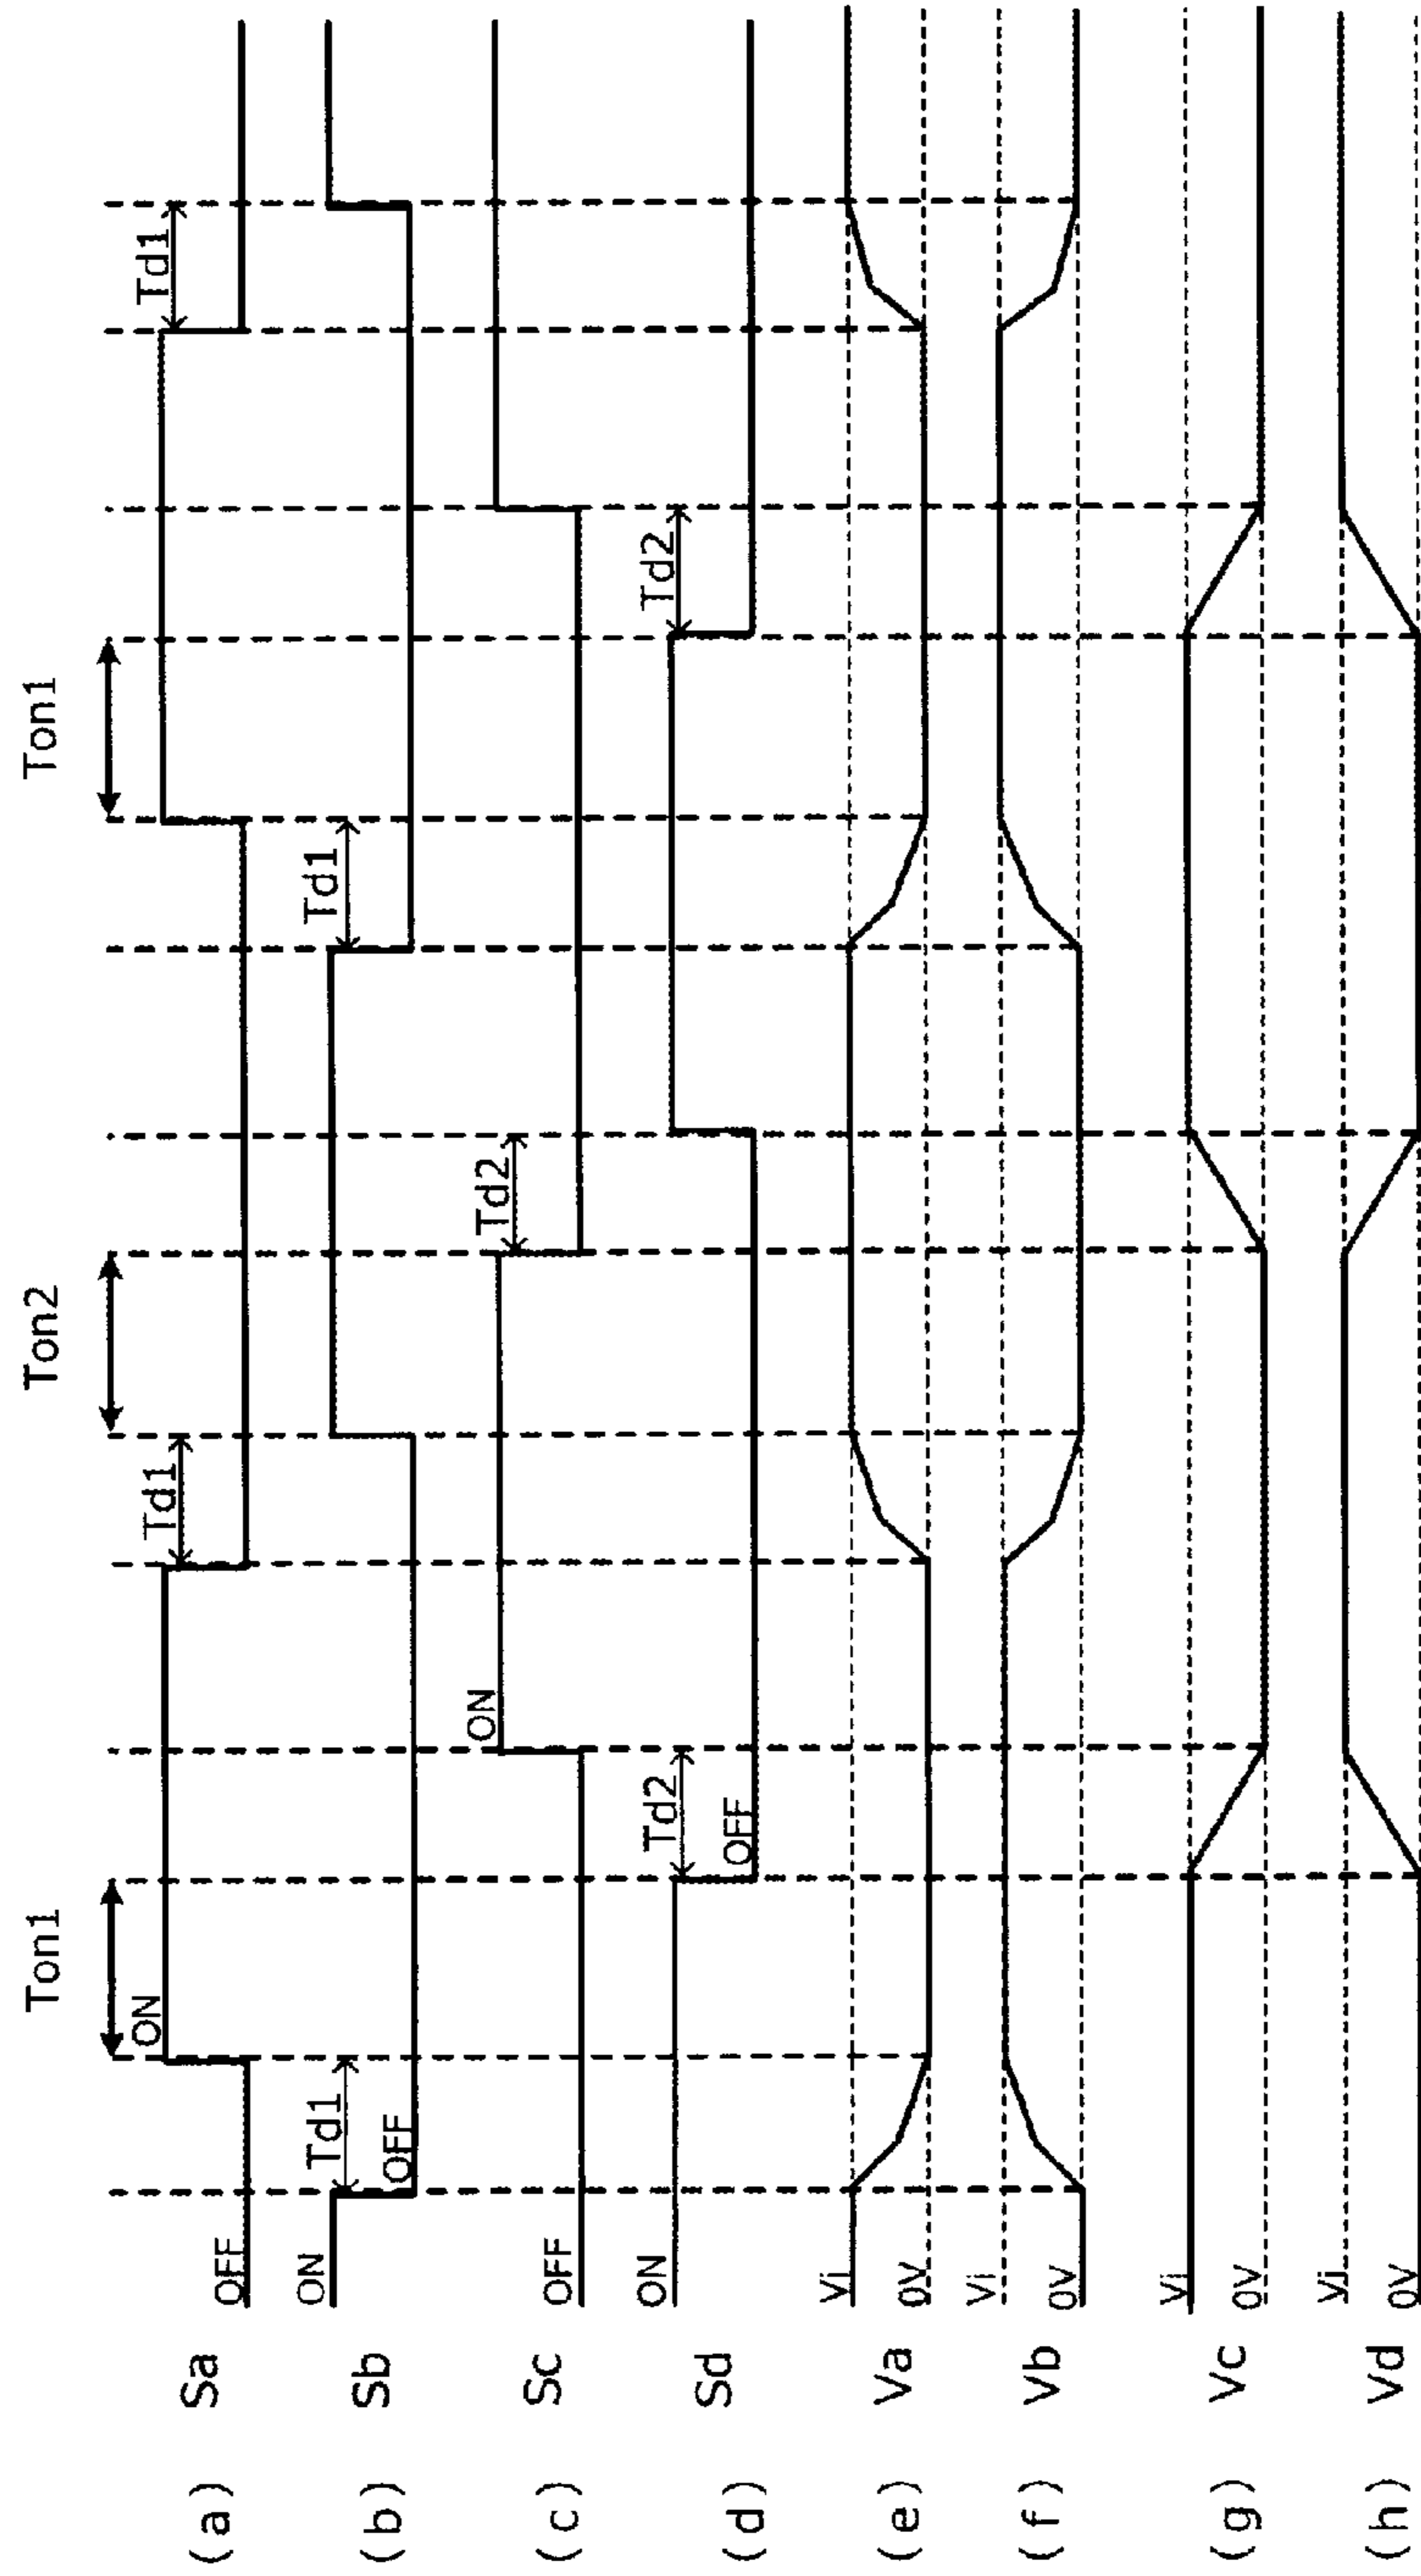 Ton1 Ton2 Ton1
(a) Sa OFF ON Td1 Td1
(b) Sb ON Td1 OFF Td1
(c) Sc OFF ON Td2
(d) Sd ON Td2 OFF Td2
(e) Va Vi 0V
(f) Vb Vi 0V
(g) Vc Vi 0V
(h) Vd Vi 0V